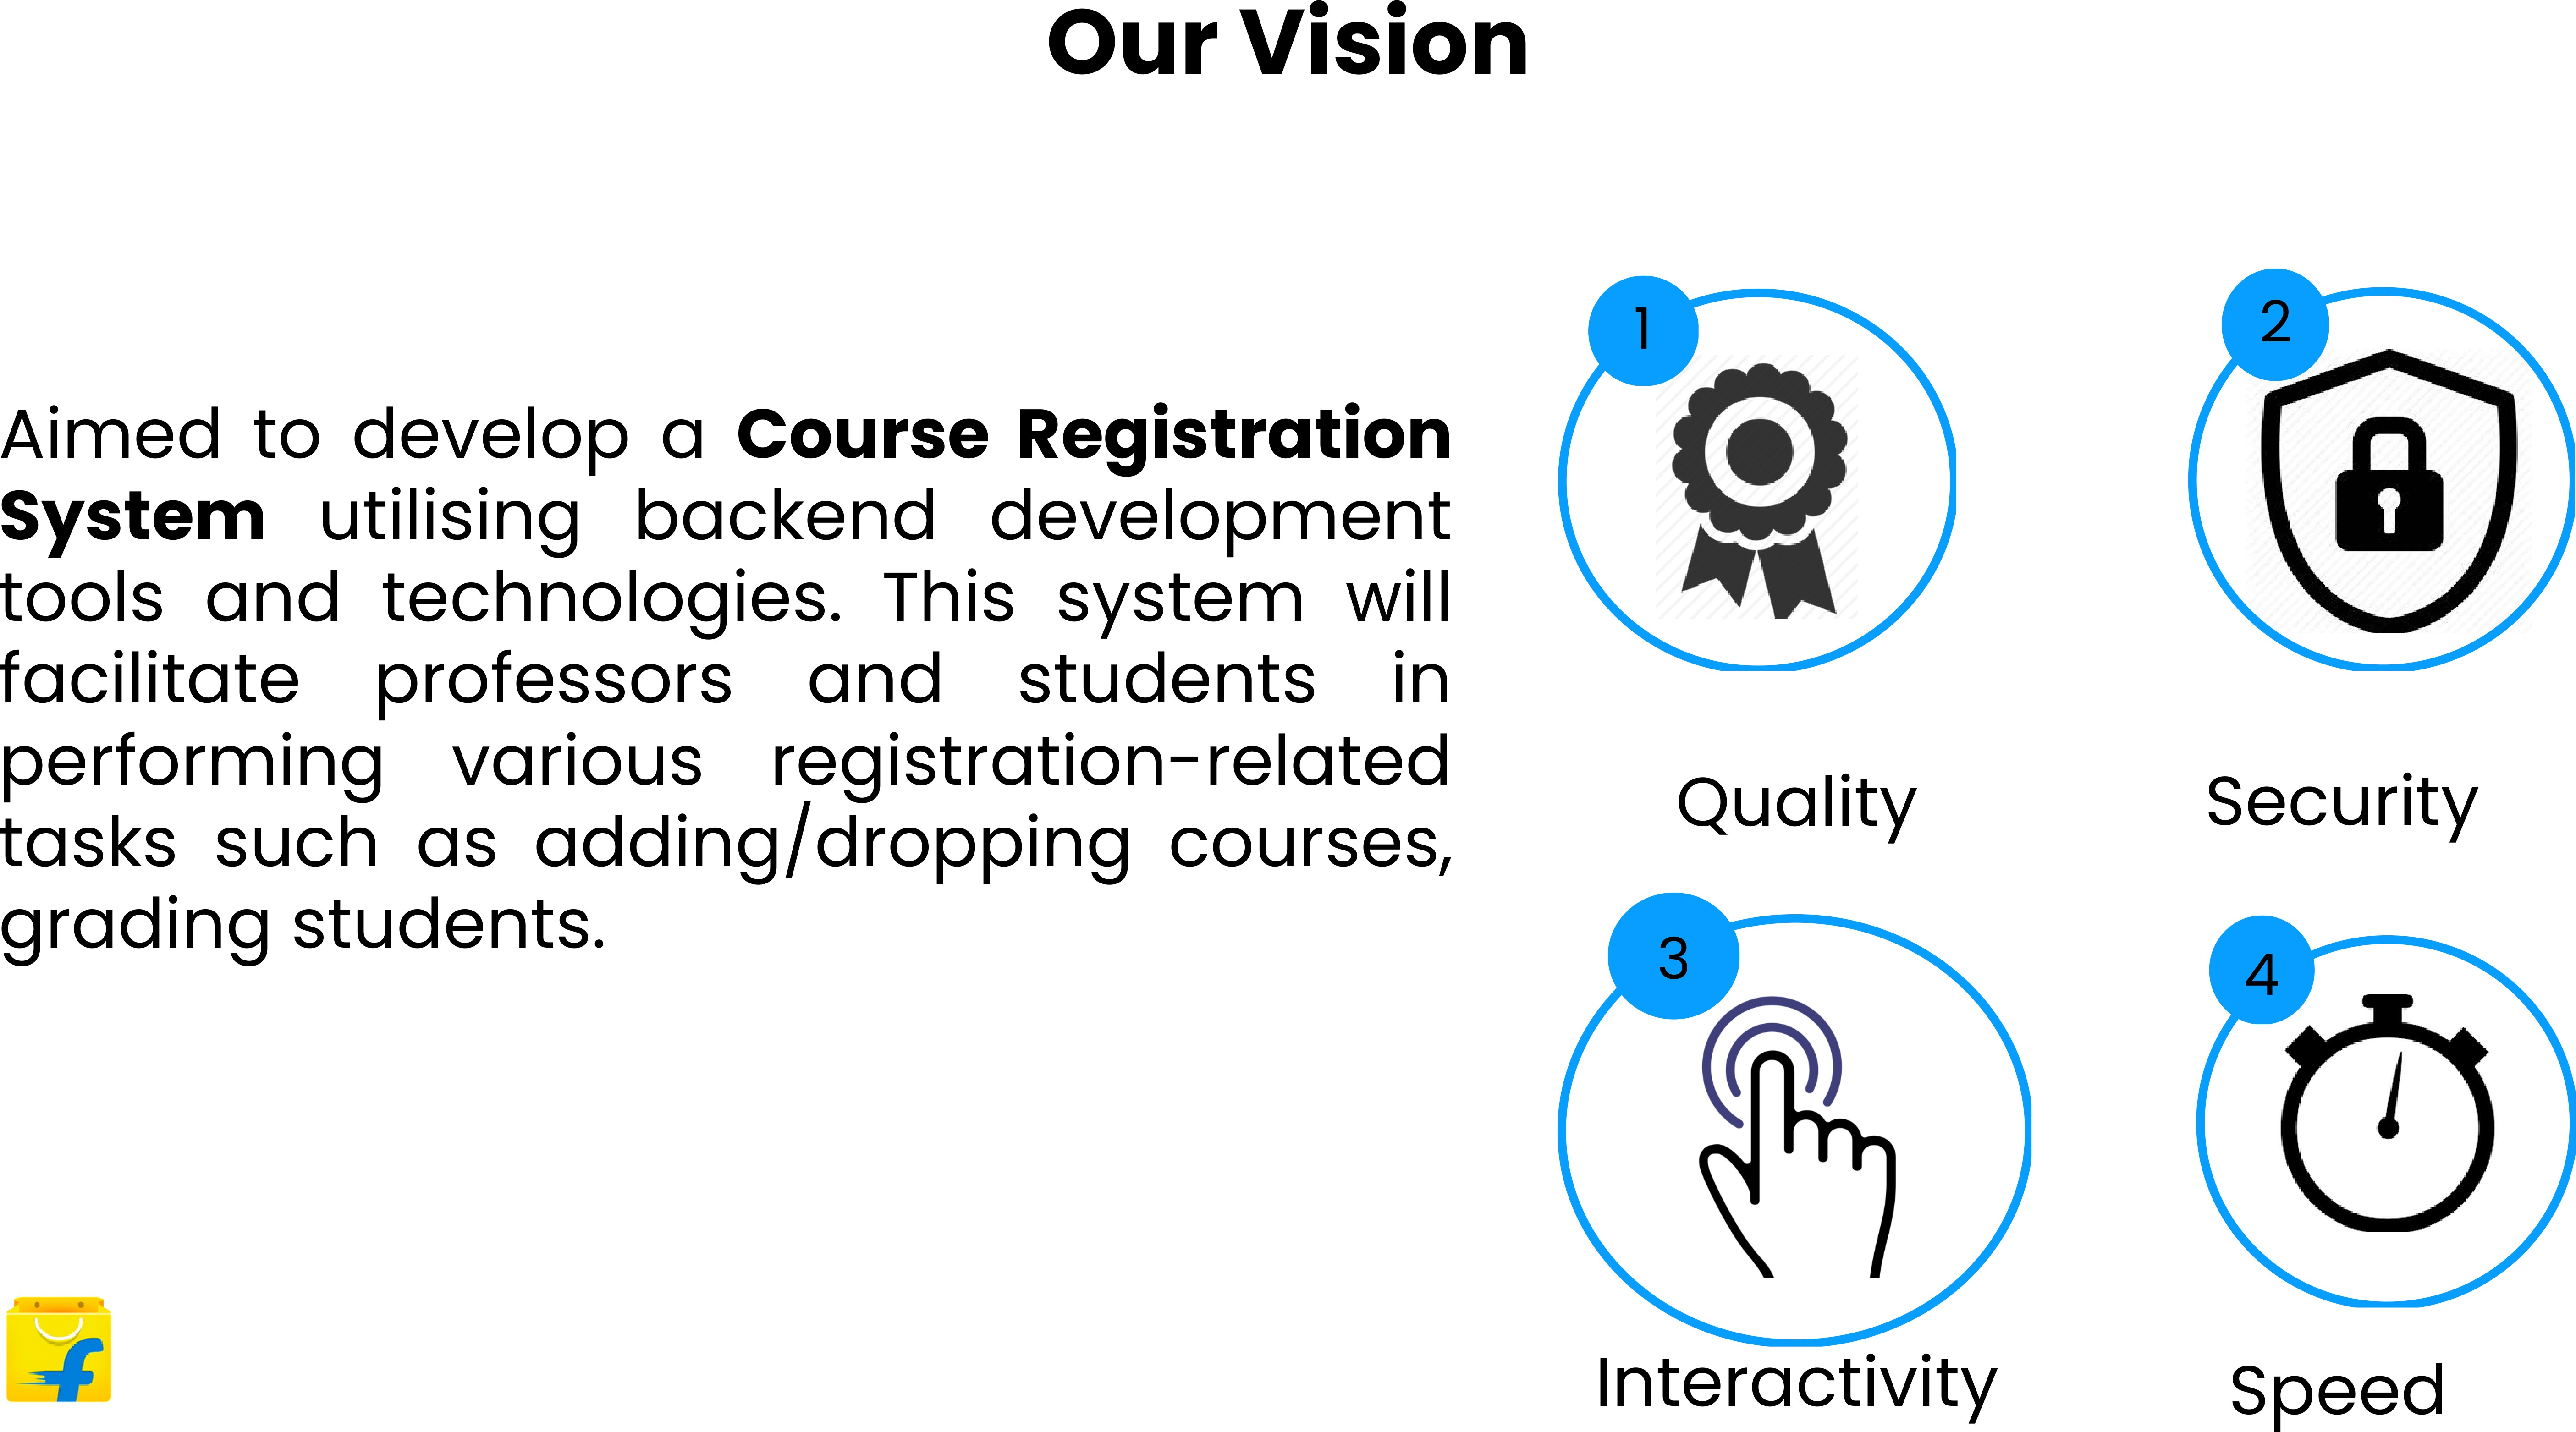 Our Vision
Aimed to develop a Course Registration
System utilising backend development
tools and technologies. This system will
facilitate professors and students in
performing various registration-related
tasks such as adding/dropping courses,
grading students.
1
2
Quality
Security
3
4
Interactivity
Speed
f